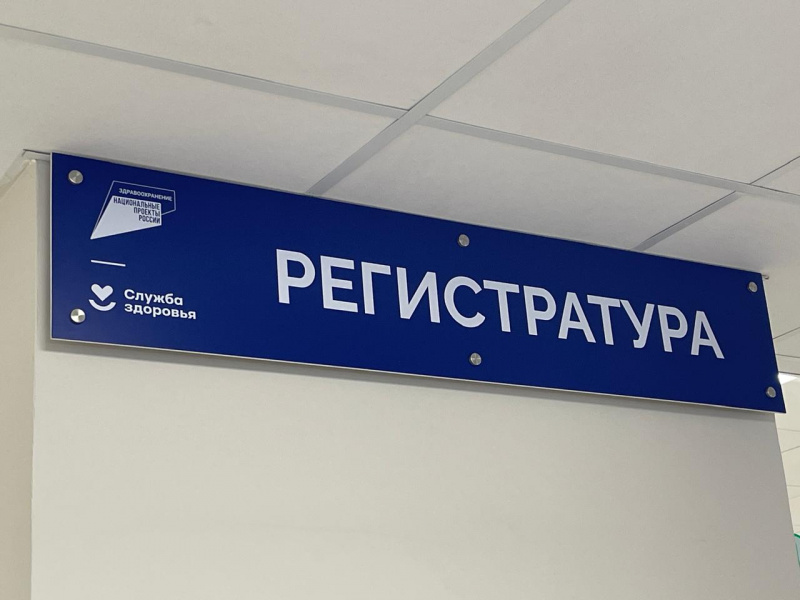 ЗДРАВООХРАНЕНИЕ
НАЦИОНАЛЬНЫЕ
ПРОЕКТЫ
РОССИИ
Служба
здоровья
РЕГИСТРАТУРА